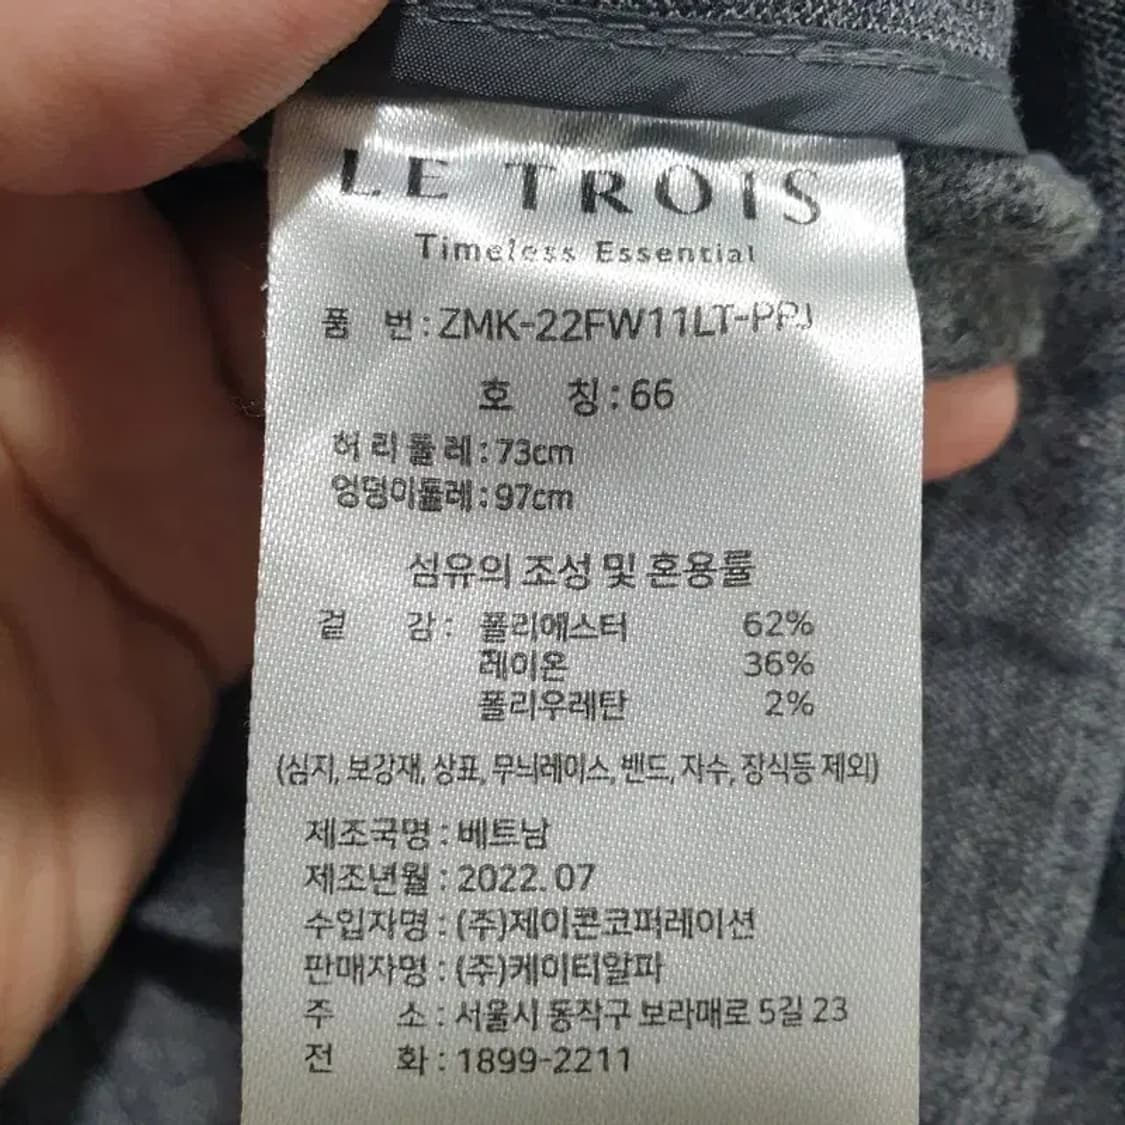 LE TROIS
Timeless Essential
품 번 : ZMK-22FW11LT-PPJ
호 칭 : 66
허리둘레 : 73cm
엉덩이둘레 : 97cm
섬유의 조성 및 혼용률
겉 감 : 폴리에스터 62%
레이온 36%
폴리우레탄 2%
(심지, 보강재, 상표, 무늬레이스, 밴드, 자수, 장식등 제외)
제조국명 : 베트남
제조년월 : 2022. 07
수입자명 : (주)제이콘코퍼레이션
판매자명 : (주)케이티알파
주 소 : 서울시 동작구 보라매로 5길 23
전 화 : 1899-2211